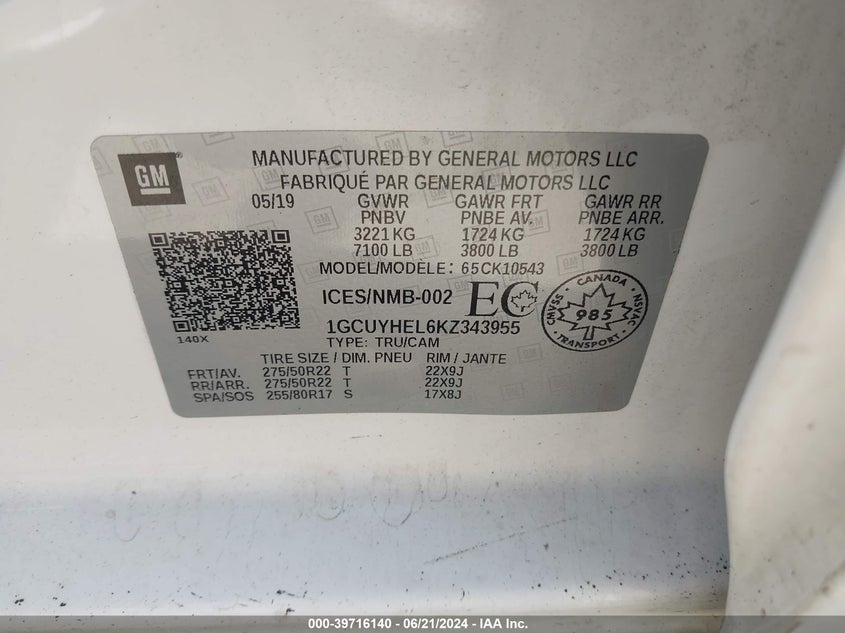 GM
MANUFACTURED BY GENERAL MOTORS LLC
FABRIQUÉ PAR GENERAL MOTORS LLC
05/19 GVWR GAWR FRT GAWR RR
PNBV PNBE AV. PNBE ARR.
3221 KG 1724 KG 1724 KG
7100 LB 3800 LB 3800 LB
MODEL/MODÈLE: 65CK10543
ICES/NMB-002 EC
1GCUYHEL6KZ343955
TYPE: TRU/CAM
140X
CANADA
CMVSS 985 NSVAC
TRANSPORT
TIRE SIZE / DIM. PNEU RIM / JANTE
FRT/AV. 275/50R22 T 22X9J
RR/ARR. 275/50R22 T 22X9J
SPA/SOS 255/80R17 S 17X8J
000-39716140 - 06/21/2024 - IAA Inc.